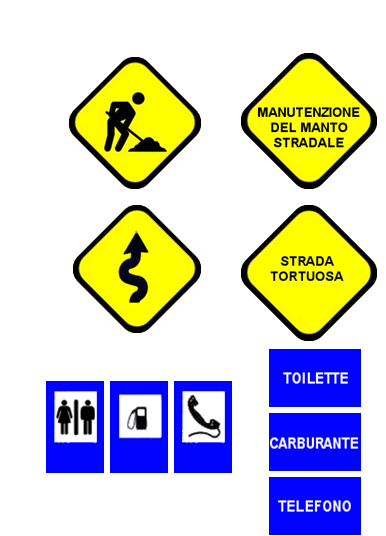 MANUTENZIONE
DEL MANTO
STRADALE
STRADA
TORTUOSA
TOILETTE
CARBURANTE
TELEFONO